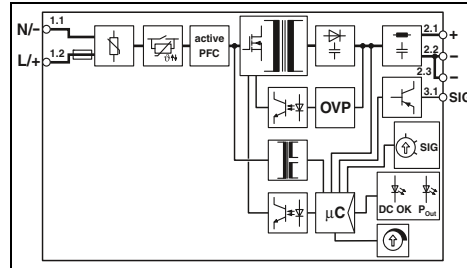 N/-
1.1
L/+
1.2
active
PFC
2.1
+
2.2
−
2.3
−
3.1
SIG
OVP
SIG
ϑ
µC
DC OK
POut